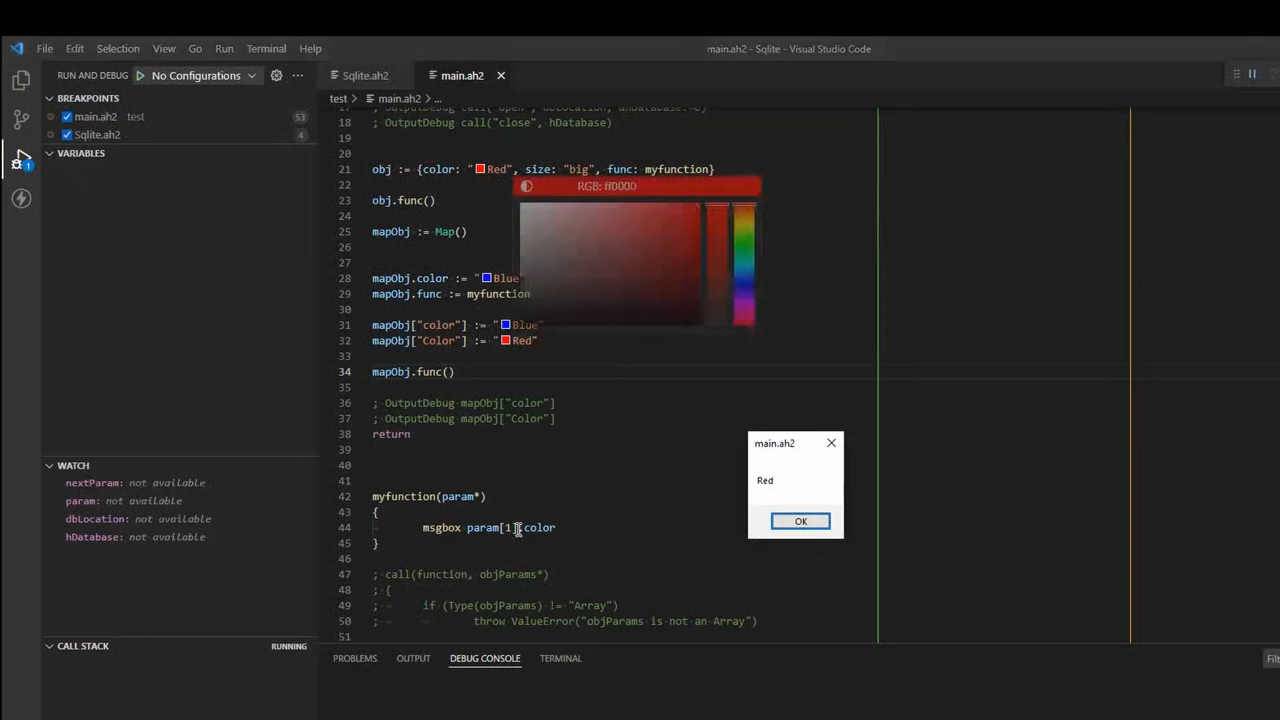 File Edit Selection View Go Run Terminal Help
main.ah2 - Sqlite - Visual Studio Code
RUN AND DEBUG No Configurations
Sqlite.ah2 main.ah2
BREAKPOINTS
main.ah2 test 53
Sqlite.ah2 4
VARIABLES
1
test > main.ah2 > ...
18 ; OutputDebug call("close", hDatabase)
19
20
21 obj := {color: "Red", size: "big", func: myfunction}
22
RGB: ff0000
23 obj.func()
24
25 mapObj := Map()
26
27
28 mapObj.color := "Blue"
29 mapObj.func := myfunction
30
31 mapObj["color"] := "Blue"
32 mapObj["Color"] := "Red"
33
34 mapObj.func()
35
36 ; OutputDebug mapObj["color"]
37 ; OutputDebug mapObj["Color"]
38 return
39
40
41
42 myfunction(param*)
43 {
44 msgbox param[1].color
45 }
46
47 ; call(function, objParams*)
48 ; {
49 ; if (Type(objParams) != "Array")
50 ; throw ValueError("objParams is not an Array")
51
main.ah2
Red
OK
WATCH
nextParam: not available
param: not available
dbLocation: not available
hDatabase: not available
CALL STACK RUNNING
PROBLEMS OUTPUT DEBUG CONSOLE TERMINAL